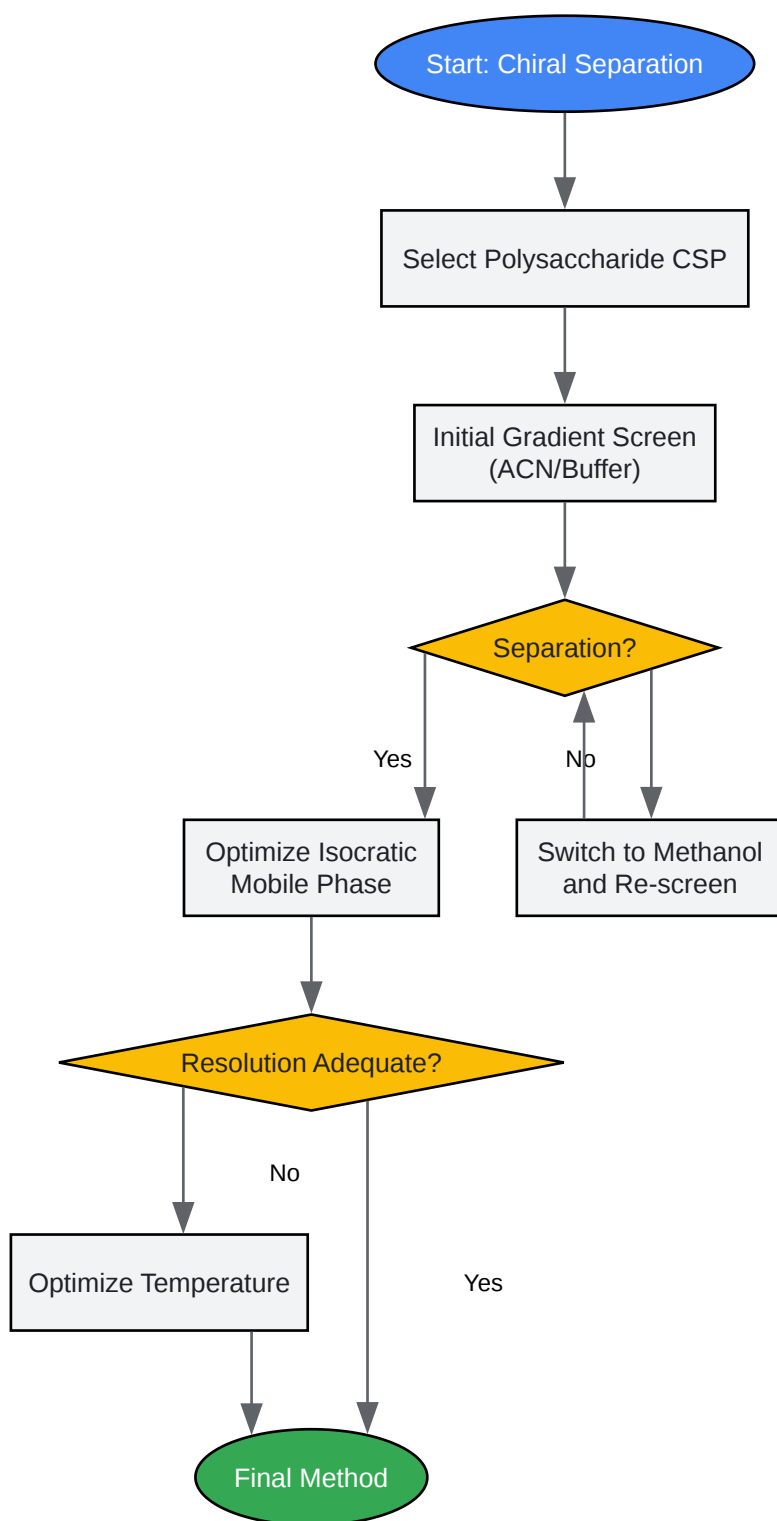 Start: Chiral Separation
Select Polysaccharide CSP
Initial Gradient Screen
(ACN/Buffer)
Separation?
Yes
No
Optimize Isocratic
Mobile Phase
Switch to Methanol
and Re-screen
Resolution Adequate?
No
Optimize Temperature
Yes
Final Method